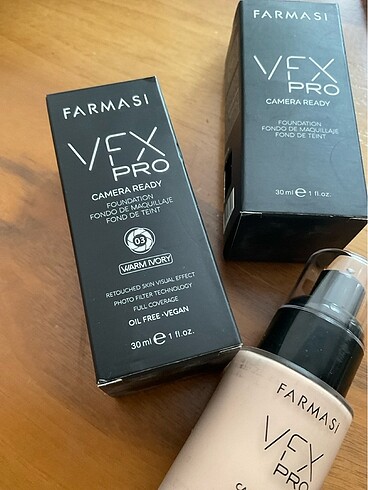 FARMASI
VFX
PRO
CAMERA READY
FOUNDATION
FONDO DE MAQUILLAJE
FOND DE TEINT
03
WARM IVORY
RETOUCHED SKIN VISUAL EFFECT
PHOTO FILTER TECHNOLOGY
FULL COVERAGE
OIL FREE • VEGAN
30 ml e 1 fl.oz.
FARMASI
VFX
PRO
CAMERA READY
FOUNDATION
FONDO DE MAQUILLAJE
FOND DE TEINT
30 ml e 1 fl.oz.
FARMASI
VFX
PRO